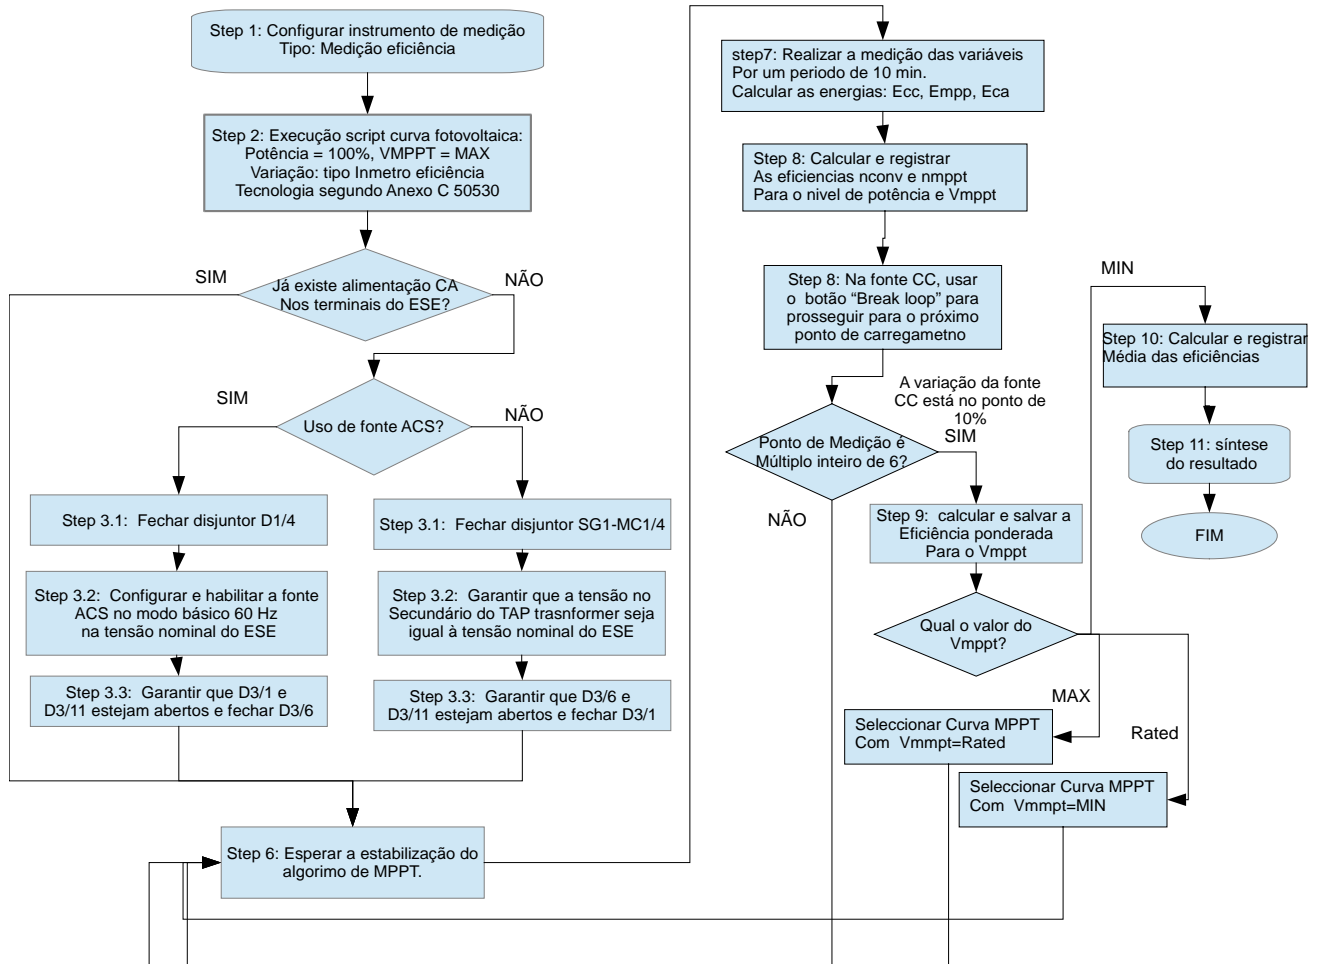 Step 1: Configurar instrumento de medição
Tipo: Medição eficiência
Step 2: Execução script curva fotovoltaica:
Potência = 100%, VMPPT = MAX
Variação: tipo Inmetro eficiência
Tecnologia segundo Anexo C 50530
SIM
Já existe alimentação CA
Nos terminais do ESE?
NÃO
SIM
Uso de fonte ACS?
NÃO
Step 3.1: Fechar disjuntor D1/4
Step 3.2: Configurar e habilitar a fonte
ACS no modo básico 60 Hz
na tensão nominal do ESE
Step 3.3: Garantir que D3/1 e
D3/11 estejam abertos e fechar D3/6
Step 3.1: Fechar disjuntor SG1-MC1/4
Step 3.2: Garantir que a tensão no
Secundário do TAP trasnformer seja
igual à tensão nominal do ESE
Step 3.3: Garantir que D3/6 e
D3/11 estejam abertos e fechar D3/1
Step 6: Esperar a estabilização do
algorimo de MPPT.
step7: Realizar a medição das variáveis
Por um periodo de 10 min.
Calcular as energias: Ecc, Empp, Eca
Step 8: Calcular e registrar
As eficiencias nconv e nmppt
Para o nivel de potência e Vmppt
Step 8: Na fonte CC, usar
o botão “Break loop” para
prosseguir para o próximo
ponto de carregametno
A variação da fonte
CC está no ponto de
10%
Ponto de Medição é
Múltiplo inteiro de 6?
SIM
NÃO
Step 9: calcular e salvar a
Eficiência ponderada
Para o Vmppt
Qual o valor do
Vmppt?
MAX
Rated
MIN
Seleccionar Curva MPPT
Com Vmmpt=Rated
Seleccionar Curva MPPT
Com Vmmpt=MIN
Step 10: Calcular e registrar
Média das eficiências
Step 11: síntese
do resultado
FIM